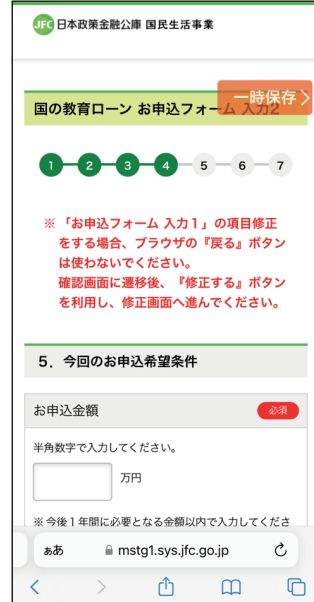 JFC 日本政策金融公庫 国民生活事業
一時保存
国の教育ローン お申込フォーム 入力2
1 2 3 4 5 6 7
※ 「お申込フォーム 入力１」の項目修正
をする場合、ブラウザの『戻る』ボタン
は使わないでください。
確認画面に遷移後、『修正する』ボタン
を利用し、修正画面へ進んでください。
５．今回のお申込希望条件
お申込金額 必須
半角数字で入力してください。
万円
※今後１年間に必要となる金額以内で入力してくださ
ぁあ mstg1.sys.jfc.go.jp